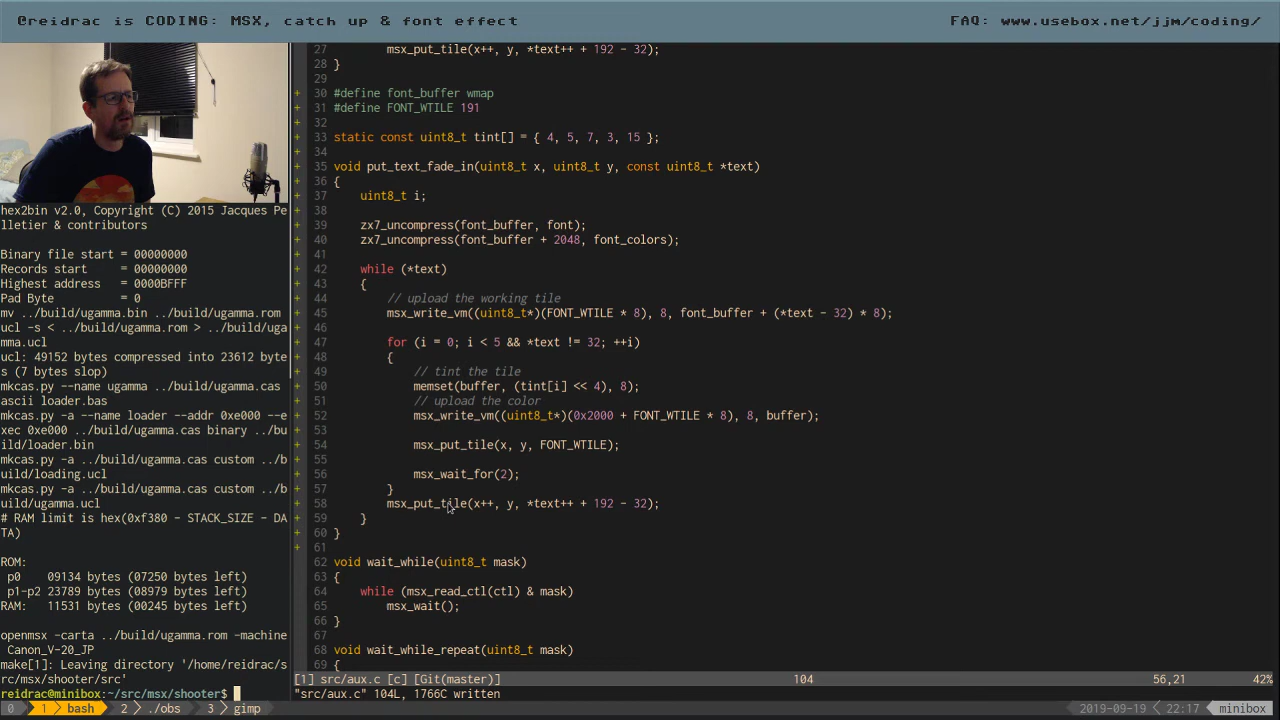 @reidrac is CODING: MSX, catch up & font effect
FAQ: www.usebox.net/jjm/coding/
hex2bin v2.0, Copyright (C) 2015 Jacques Pe
lletier & contributors
Binary file start = 00000000
Records start     = 00000000
Highest address   = 0000BFFF
Pad Byte          = 0
mv ../build/ugamma.bin ../build/ugamma.rom
ucl -s < ../build/ugamma.rom > ../build/uga
mma.ucl
ucl: 49152 bytes compressed into 23612 byte
s (7 bytes slop)
mkcas.py --name ugamma ../build/ugamma.cas
ascii loader.bas
mkcas.py -a --name loader --addr 0xe000 --e
xec 0xe000 ../build/ugamma.cas binary ../bu
ild/loader.bin
mkcas.py -a ../build/ugamma.cas custom ../b
uild/loading.ucl
mkcas.py -a ../build/ugamma.cas custom ../b
uild/ugamma.ucl
# RAM limit is hex(0xf380 - STACK_SIZE - DA
TA)
ROM:
 p0    09134 bytes (07250 bytes left)
 p1-p2 23789 bytes (08979 bytes left)
RAM:   11531 bytes (00245 bytes left)
openmsx -carta ../build/ugamma.rom -machine
 Canon_V-20_JP
make[1]: Leaving directory '/home/reidrac/s
rc/msx/shooter/src'
reidrac@minibox:~/src/msx/shooter$
27         msx_put_tile(x++, y, *text++ + 192 - 32);
28 }
29
+ 30 #define font_buffer wmap
+ 31 #define FONT_WTILE 191
+ 32
+ 33 static const uint8_t tint[] = { 4, 5, 7, 3, 15 };
+ 34
+ 35 void put_text_fade_in(uint8_t x, uint8_t y, const uint8_t *text)
+ 36 {
+ 37     uint8_t i;
+ 38
+ 39     zx7_uncompress(font_buffer, font);
+ 40     zx7_uncompress(font_buffer + 2048, font_colors);
+ 41
+ 42     while (*text)
+ 43     {
+ 44         // upload the working tile
+ 45         msx_write_vm((uint8_t*)(FONT_WTILE * 8), 8, font_buffer + (*text - 32) * 8);
+ 46
+ 47         for (i = 0; i < 5 && *text != 32; ++i)
+ 48         {
+ 49             // tint the tile
+ 50             memset(buffer, (tint[i] << 4), 8);
+ 51             // upload the color
+ 52             msx_write_vm((uint8_t*)(0x2000 + FONT_WTILE * 8), 8, buffer);
+ 53
+ 54             msx_put_tile(x, y, FONT_WTILE);
+ 55
+ 56             msx_wait_for(2);
+ 57         }
+ 58         msx_put_tile(x++, y, *text++ + 192 - 32);
+ 59     }
+ 60 }
+ 61
62 void wait_while(uint8_t mask)
63 {
64     while (msx_read_ctl(ctl) & mask)
65         msx_wait();
66 }
67
68 void wait_while_repeat(uint8_t mask)
69 {
[1] src/aux.c [c] [Git(master)] 104 56,21 42%
"src/aux.c" 104L, 1766C written
0 1 bash 2 ./obs 3 gimp 2019-09-19 22:17 minibox